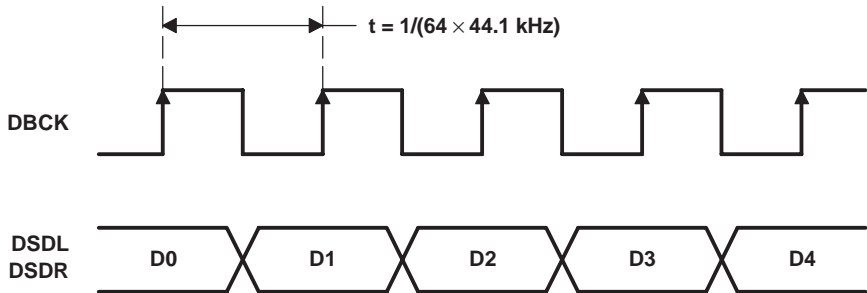 t = 1/(64 × 44.1 kHz)
DBCK
DSDL
DSDR
D0 D1 D2 D3 D4